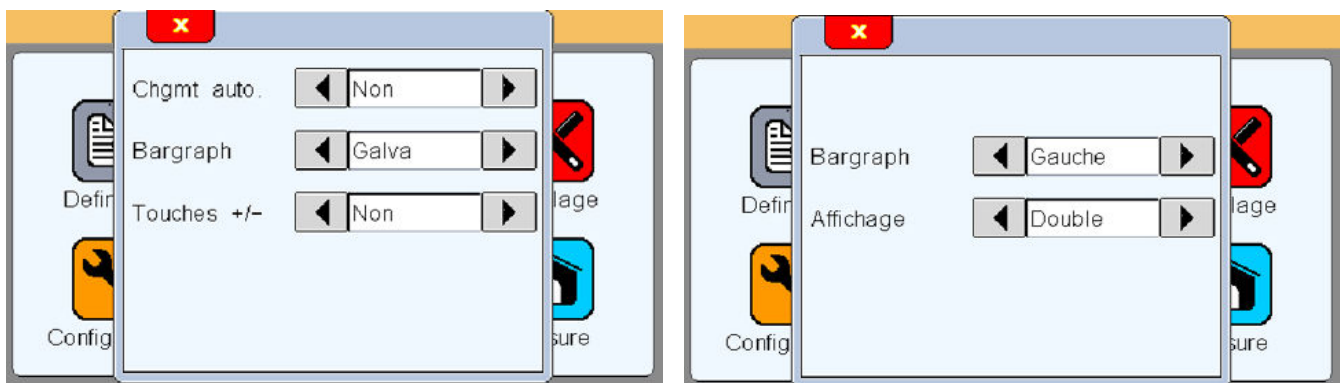 x
Chgmt auto. Non
Bargraph Galva
Touches +/- Non
Defin
lage
Config
sure
x
Bargraph Gauche
Affichage Double
Defin
lage
Config
sure